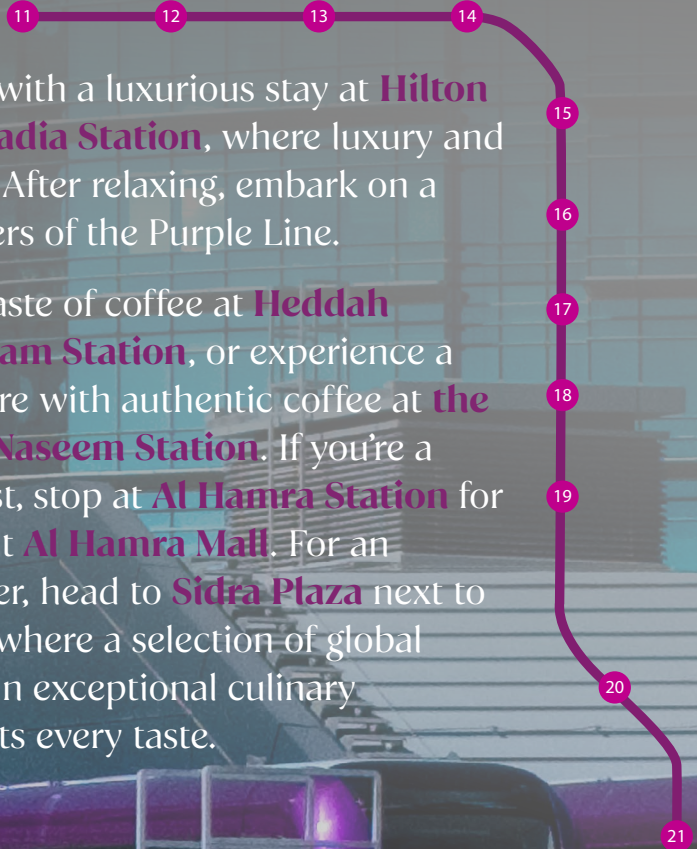 11 12 13 14
with a luxurious stay at Hilton
adia Station, where luxury and
After relaxing, embark on a
ers of the Purple Line.
aste of coffee at Heddah
am Station, or experience a
re with authentic coffee at the
Naseem Station. If you’re a
st, stop at Al Hamra Station for
t Al Hamra Mall. For an
er, head to Sidra Plaza next to
where a selection of global
n exceptional culinary
ts every taste.
15
16
17
18
19
20
21